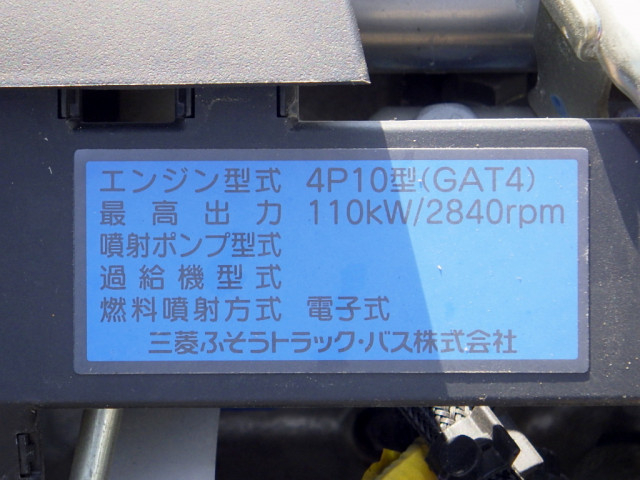 エンジン型式 4P10型(GAT4)
最高出力 110kW/2840rpm
噴射ポンプ型式
過給機型式
燃料噴射方式 電子式
三菱ふそうトラック・バス株式会社